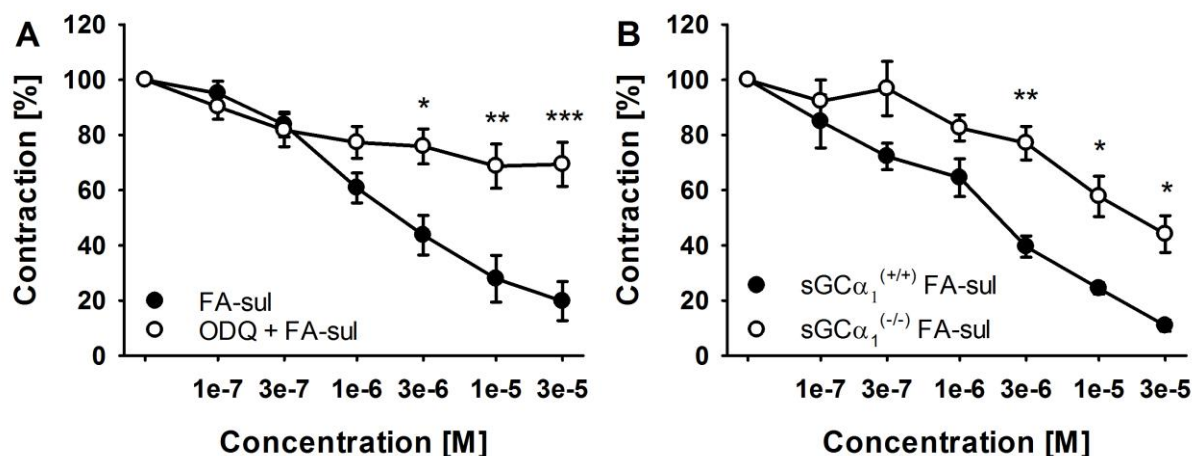 A
Contraction [%]
120
100
80
60
40
20
0
*
**
***
FA-sul
ODQ + FA-sul
1e-7 3e-7 1e-6 3e-6 1e-5 3e-5
Concentration [M]
B
Contraction [%]
120
100
80
60
40
20
0
**
*
*
sGCα₁⁽⁺/⁺⁾ FA-sul
sGCα₁⁽⁻/⁻⁾ FA-sul
1e-7 3e-7 1e-6 3e-6 1e-5 3e-5
Concentration [M]